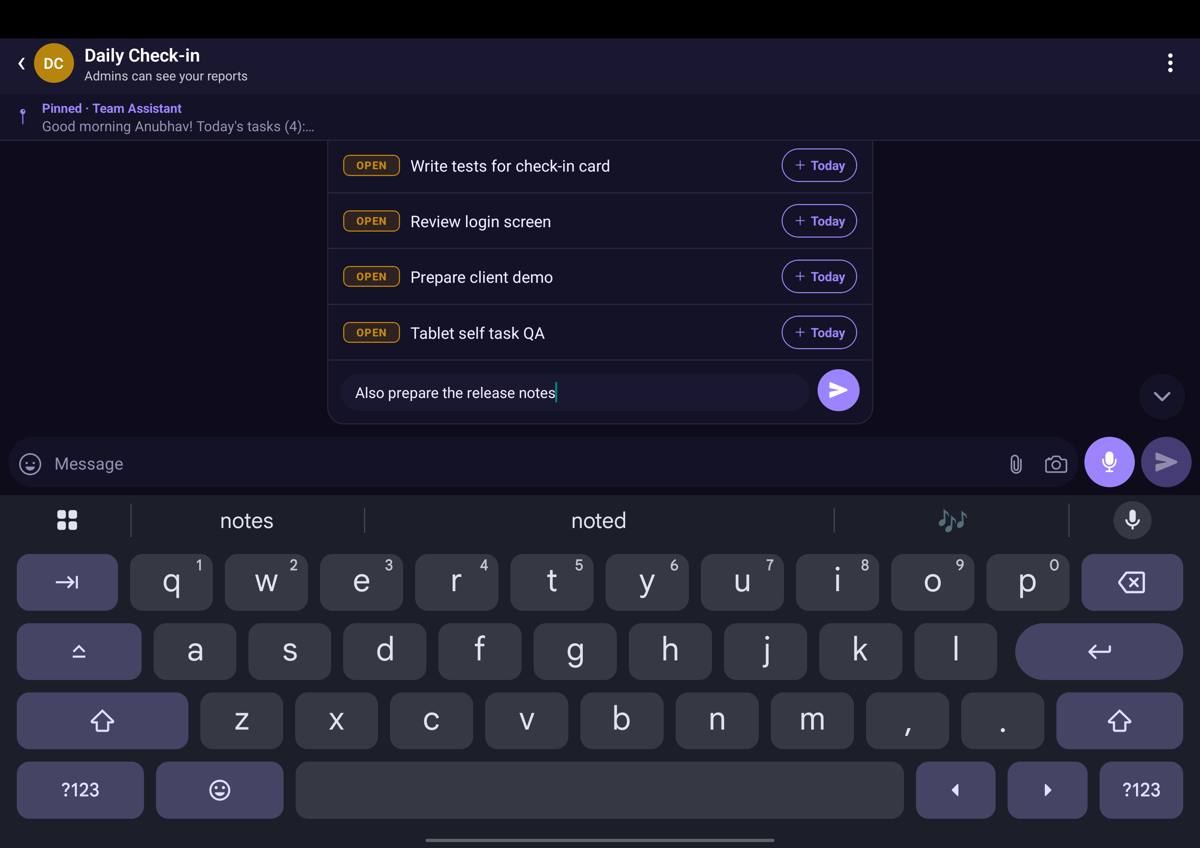 DC
Daily Check-in
Admins can see your reports
Pinned · Team Assistant
Good morning Anubhav! Today's tasks (4):...
OPEN Write tests for check-in card + Today
OPEN Review login screen + Today
OPEN Prepare client demo + Today
OPEN Tablet self task QA + Today
Also prepare the release notes
Message
notes noted
q 1 w 2 e 3 r 4 t 5 y 6 u 7 i 8 o 9 p 0
a s d f g h j k l
z x c v b n m , .
?123 ?123